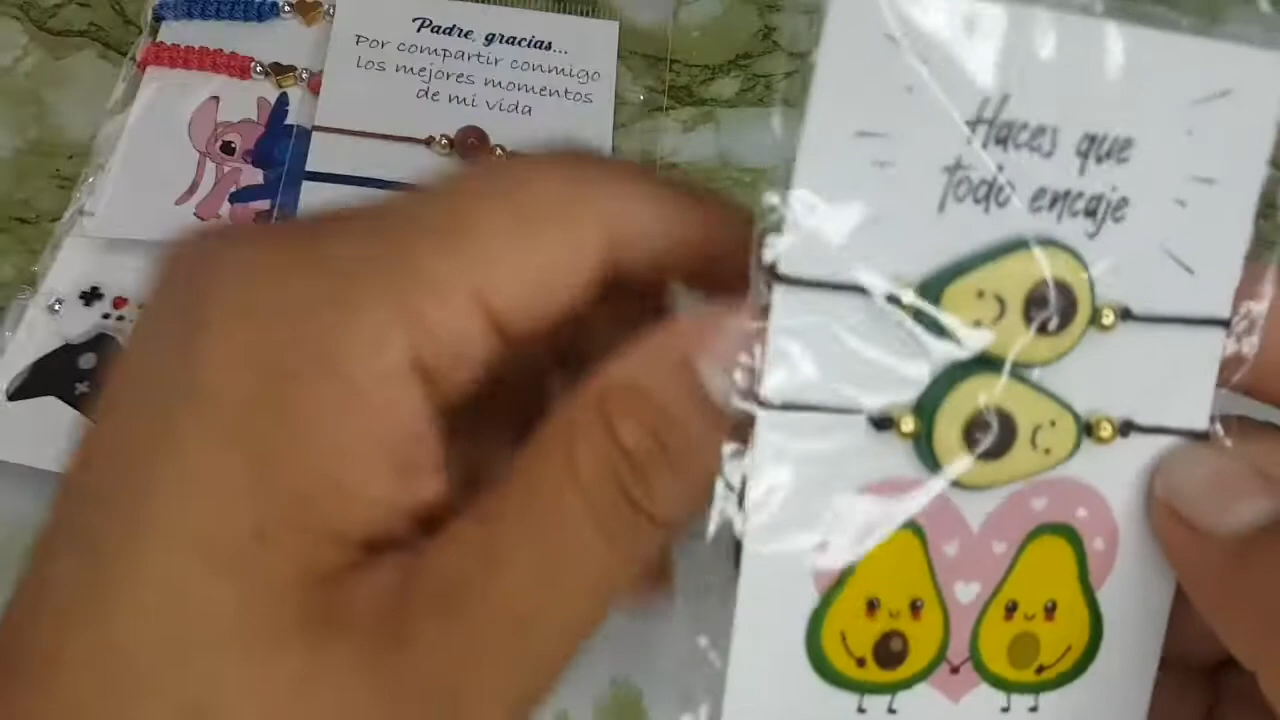 Padre, gracias...
Por compartir conmigo
los mejores momentos
de mi vida
Haces que
todo encaje